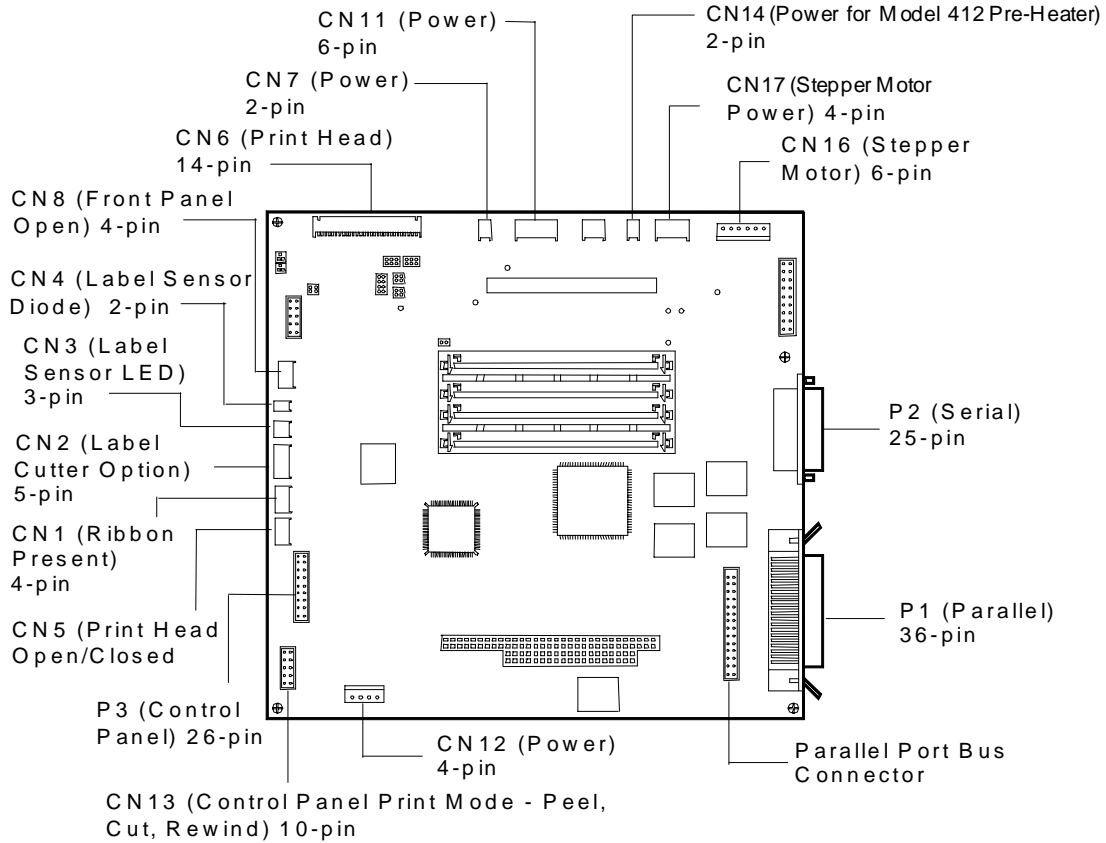 CN11 (Power)
6-pin
CN14 (Power for Model 412 Pre-Heater)
2-pin
CN7 (Power)
2-pin
CN17 (Stepper Motor
Power) 4-pin
CN6 (Print Head)
14-pin
CN16 (Stepper
Motor) 6-pin
CN8 (Front Panel
Open) 4-pin
CN4 (Label Sensor
Diode) 2-pin
CN3 (Label
Sensor LED)
3-pin
CN2 (Label
Cutter Option)
5-pin
CN1 (Ribbon
Present)
4-pin
CN5 (Print Head
Open/Closed
P3 (Control
Panel) 26-pin
CN13 (Control Panel Print Mode - Peel,
Cut, Rewind) 10-pin
CN12 (Power)
4-pin
P2 (Serial)
25-pin
P1 (Parallel)
36-pin
Parallel Port Bus
Connector